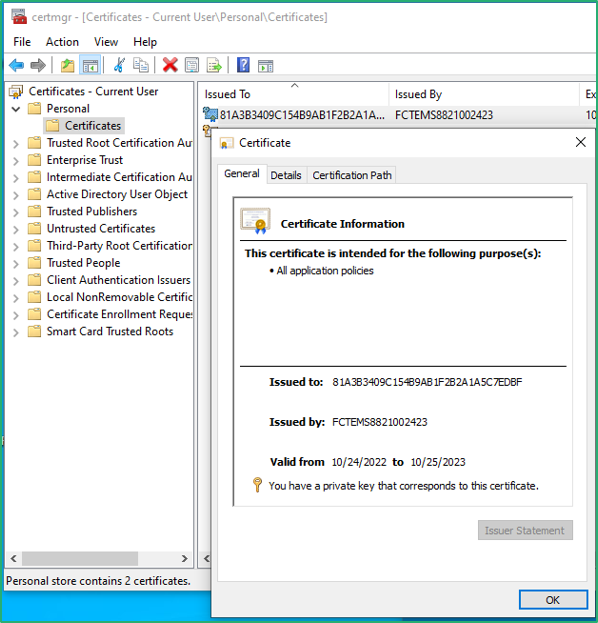 certmgr - [Certificates - Current User\Personal\Certificates]
File Action View Help
Certificates - Current User
Personal
Certificates
Trusted Root Certification Au
Enterprise Trust
Intermediate Certification Au
Active Directory User Object
Trusted Publishers
Untrusted Certificates
Third-Party Root Certification
Trusted People
Client Authentication Issuers
Local NonRemovable Certific
Certificate Enrollment Reque
Smart Card Trusted Roots
Issued To Issued By Ex
81A3B3409C154B9AB1F2B2A1A... FCTEMS8821002423 10
Certificate
General Details Certification Path
Certificate Information
This certificate is intended for the following purpose(s):
• All application policies
Issued to: 81A3B3409C154B9AB1F2B2A1A5C7EDBF
Issued by: FCTEMS8821002423
Valid from 10/24/2022 to 10/25/2023
You have a private key that corresponds to this certificate.
Issuer Statement
OK
Personal store contains 2 certificates.